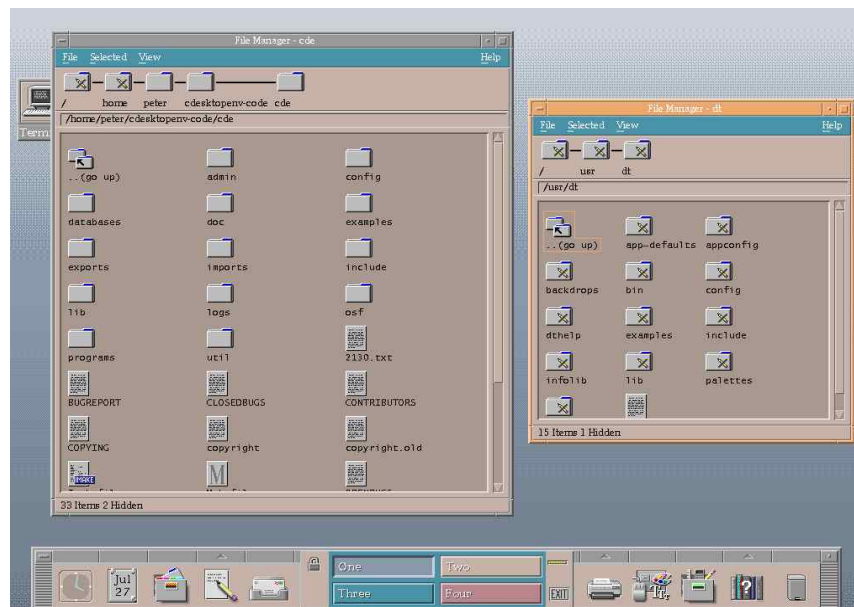 File Manager - cde
File Selected View Help
/ home peter cdesktopenv-code cde
/home/peter/cdesktopenv-code/cde
..(go up) admin config
databases doc examples
exports imports include
lib logs osf
programs util 2130.txt
BUGREPORT CLOSEDBUGS CONTRIBUTORS
COPYING copyright copyright.old
IMAKE M
33 Items 2 Hidden
Term
File Manager - dt
File Selected View Help
/ usr dt
/usr/dt
..(go up) app-defaults appconfig
backdrops bin config
dthelp examples include
infolib lib palettes
15 Items 1 Hidden
Jul
27
One Two
Three Four
EXIT
?